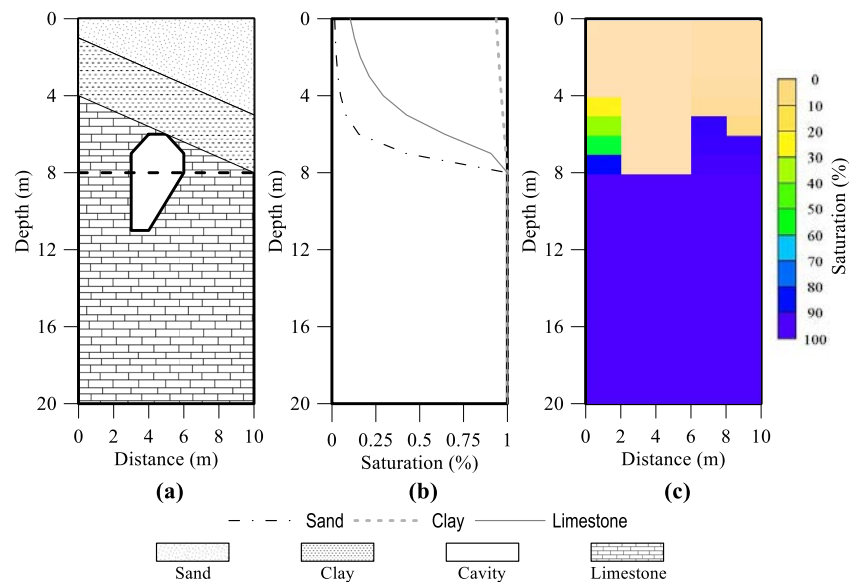 0
4
8
12
16
20
Depth (m)
0 2 4 6 8 10
Distance (m)
(a)
0
4
8
12
16
20
Depth (m)
0 0.25 0.5 0.75 1
Saturation (%)
(b)
0
4
8
12
16
20
Depth (m)
0 2 4 6 8 10
Distance (m)
(c)
0
10
20
30
40
50
60
70
80
90
100
Saturation (%)
Sand Clay Limestone
Sand Clay Cavity Limestone